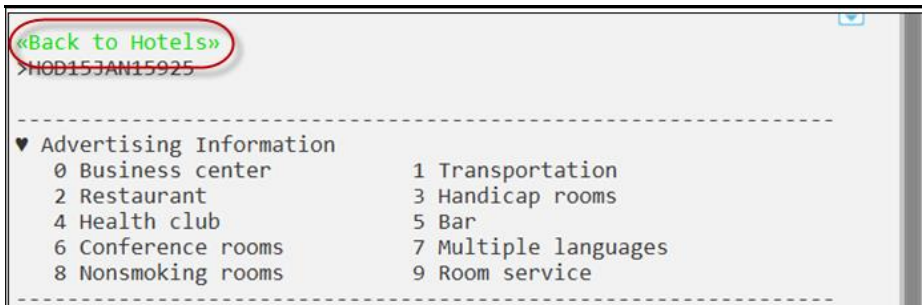 «Back to Hotels»
>HOD15JAN15925
----------------------------------------------------------------
♥ Advertising Information
0 Business center 1 Transportation
2 Restaurant 3 Handicap rooms
4 Health club 5 Bar
6 Conference rooms 7 Multiple languages
8 Nonsmoking rooms 9 Room service
----------------------------------------------------------------